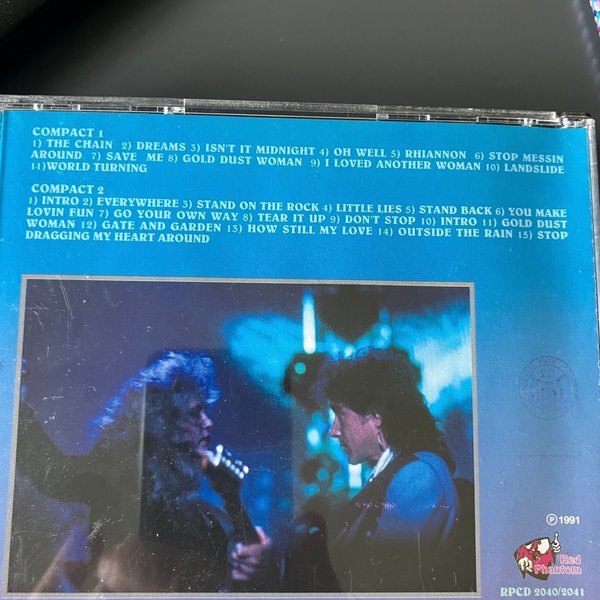 COMPACT 1
1) THE CHAIN 2) DREAMS 3) ISN'T IT MIDNIGHT 4) OH WELL 5) RHIANNON 6) STOP MESSIN
AROUND 7) SAVE ME 8) GOLD DUST WOMAN 9) I LOVED ANOTHER WOMAN 10) LANDSLIDE
11)WORLD TURNING
COMPACT 2
1) INTRO 2) EVERYWHERE 3) STAND ON THE ROCK 4) LITTLE LIES 5) STAND BACK 6) YOU MAKE
LOVIN FUN 7) GO YOUR OWN WAY 8) TEAR IT UP 9) DON'T STOP 10) INTRO 11) GOLD DUST
WOMAN 12) GATE AND GARDEN 13) HOW STILL MY LOVE 14) OUTSIDE THE RAIN 15) STOP
DRAGGING MY HEART AROUND
℗ 1991
Red
Phantom
RPCD 2040/2041